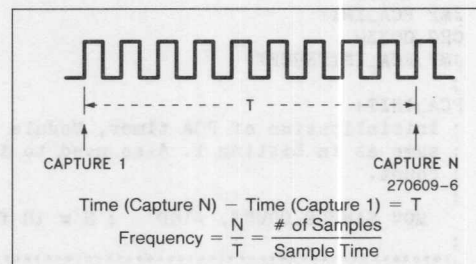 T
CAPTURE 1 CAPTURE N
270609-6
Time (Capture N) − Time (Capture 1) = T
Frequency = N/T = # of Samples / Sample Time